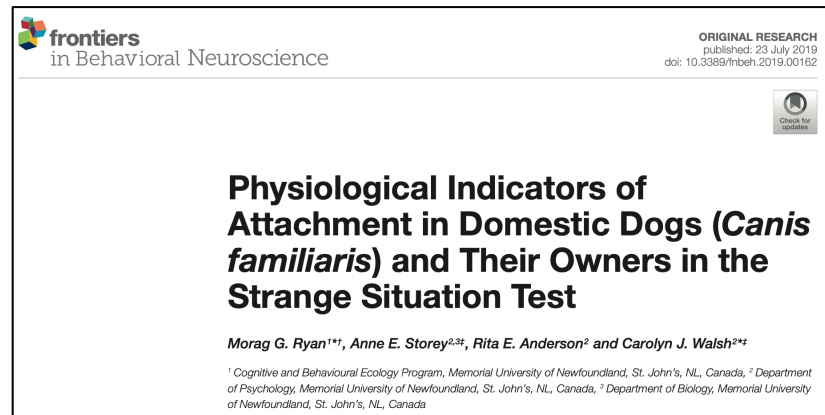 frontiers
in Behavioral Neuroscience
ORIGINAL RESEARCH
published: 23 July 2019
doi: 10.3389/fnbeh.2019.00162
Check for
updates
Physiological Indicators of
Attachment in Domestic Dogs (Canis
familiaris) and Their Owners in the
Strange Situation Test
Morag G. Ryan¹*†, Anne E. Storey²,³‡, Rita E. Anderson² and Carolyn J. Walsh²*‡
¹ Cognitive and Behavioural Ecology Program, Memorial University of Newfoundland, St. John's, NL, Canada, ² Department
of Psychology, Memorial University of Newfoundland, St. John's, NL, Canada, ³ Department of Biology, Memorial University
of Newfoundland, St. John's, NL, Canada